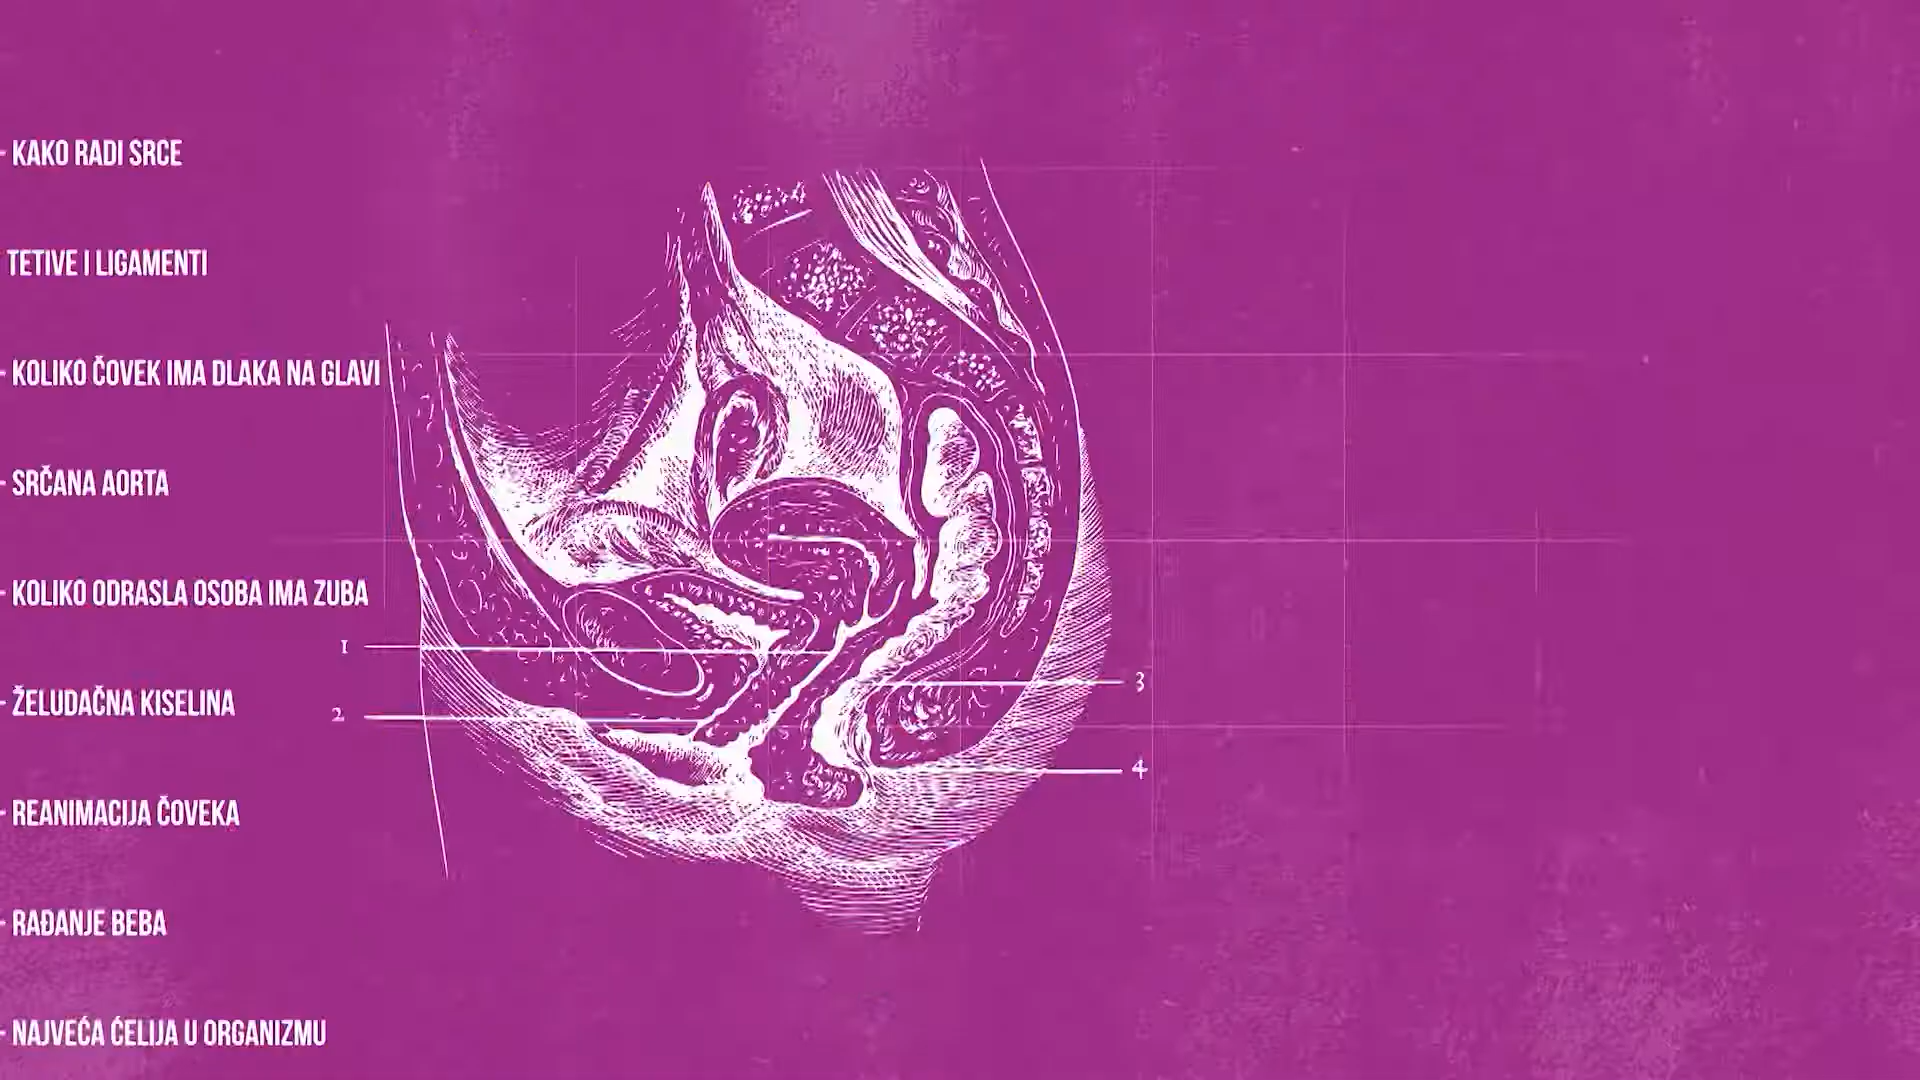 - KAKO RADI SRCE
TETIVE I LIGAMENTI
- KOLIKO ČOVEK IMA DLAKA NA GLAVI
- SRČANA AORTA
- KOLIKO ODRASLA OSOBA IMA ZUBA
1
- ŽELUDAČNA KISELINA
3
2
4
- REANIMACIJA ČOVEKA
- RAĐANJE BEBA
- NAJVEĆA ĆELIJA U ORGANIZMU